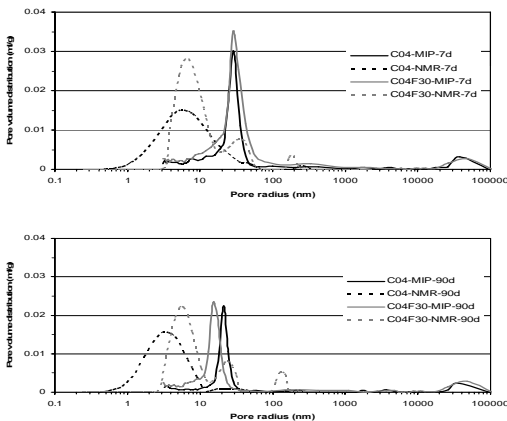 0.04
0.03
0.02
0.01
0
Pore volume distribution (ml/g)
C04-MIP-7d
C04-NMR-7d
C04F30-MIP-7d
C04F30-NMR-7d
0.1 1 10 100 1000 10000 100000
Pore radius (nm)
0.04
0.03
0.02
0.01
0
Pore volume distribution (ml/g)
C04-MIP-90d
C04-NMR-90d
C04F30-MIP-90d
C04F30-NMR-90d
0.1 1 10 100 1000 10000 100000
Pore radius (nm)